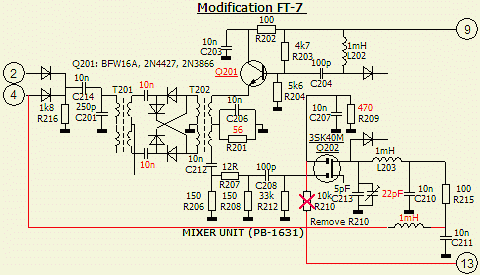 Modification FT-7
100
R202
9
10n
C203
Q201: BFW16A, 2N4427, 2N3866
4k7
R203
1mH
L202
2
Q201
100p
C204
10n
C214
T201
10n
T202
5k6
R204
4
1k8
R216
250p
C201
10n
C206
56
R201
10n
C207
470
R209
3SK40M
Q202
10n
10n
C212
1mH
L203
12R
R207
100p
C208
150
R206
150
R208
33k
R212
10k
R210
5pF
C213
22pF
10n
C210
100
R215
Remove R210
1mH
MIXER UNIT (PB-1631)
10n
C211
13